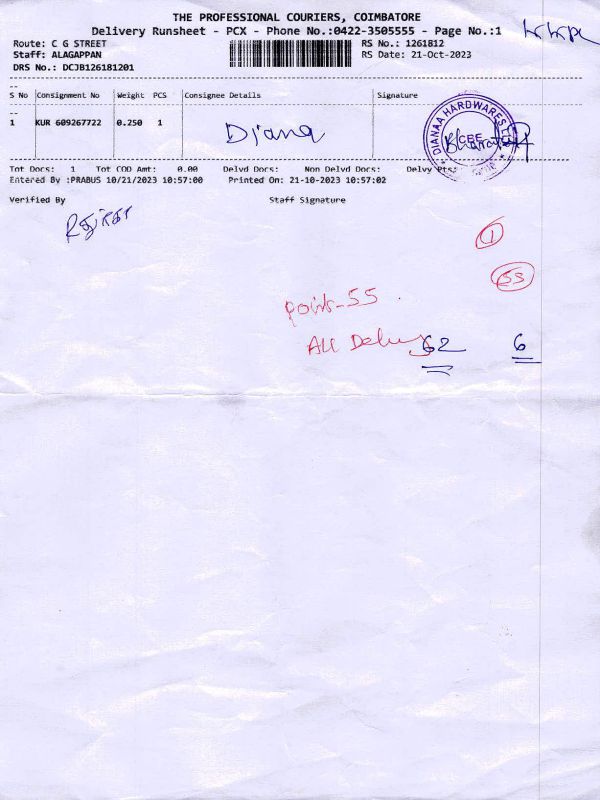 THE PROFESSIONAL COURIERS, COIMBATORE
Delivery Runsheet - PCX - Phone No.:0422-3505555 - Page No.:1
Route: C G STREET RS No.: 1261812
Staff: ALAGAPPAN RS Date: 21-Oct-2023
DRS No.: DCJB126181201
S No Consignment No Weight PCS Consignee Details Signature
1 KUR 609267722 0.250 1 Diana
DIANAA HARDWARES CBE
Tot Docs: 1 Tot COD Amt: 0.00 Delvd Docs: Non Delvd Docs: Delvy Pts:
Entered By :PRABUS 10/21/2023 10:57:00 Printed On: 21-10-2023 10:57:02
Verified By Staff Signature
1
55
Point-55
All Delivery 62 6